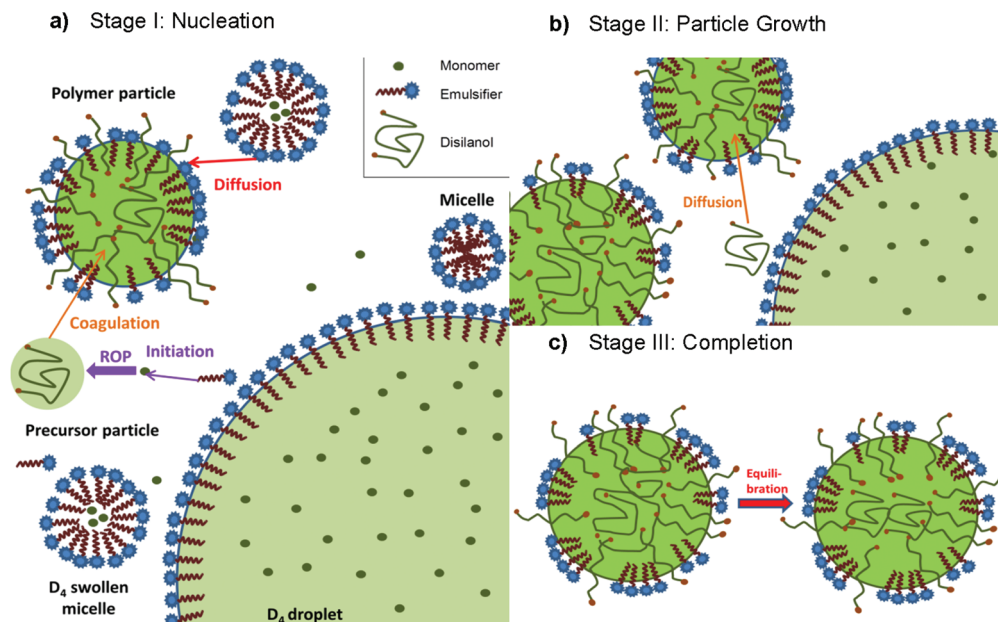 a) Stage I: Nucleation
Polymer particle
Diffusion
Monomer
Emulsifier
Disilanol
Micelle
Coagulation
ROP
Initiation
Precursor particle
D₄ swollen
micelle
D₄ droplet
b) Stage II: Particle Growth
Diffusion
c) Stage III: Completion
Equili-
bration